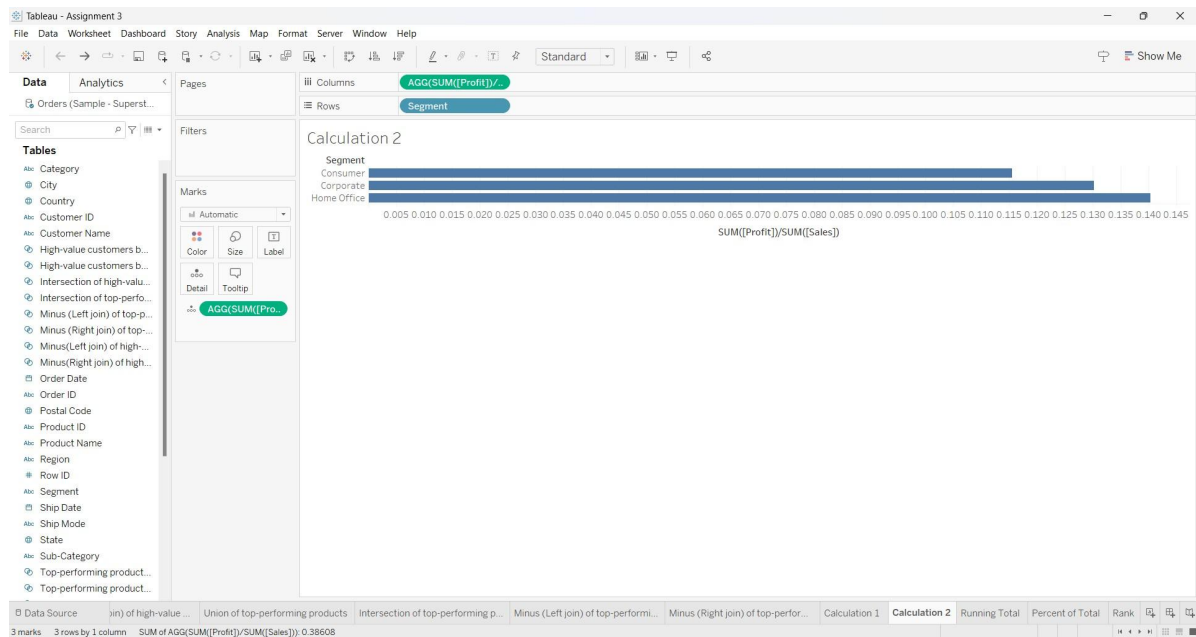 Tableau - Assignment 3
File Data Worksheet Dashboard Story Analysis Map Format Server Window Help
Standard
Show Me
Data Analytics
Orders (Sample - Superst...
Search
Tables
Abc Category
City
Country
Abc Customer ID
Abc Customer Name
High-value customers b...
High-value customers b...
Intersection of high-valu...
Intersection of top-perfo...
Minus (Left join) of top-p...
Minus (Right join) of top-...
Minus(Left join) of high-...
Minus(Right join) of high...
Order Date
Abc Order ID
Postal Code
Abc Product ID
Abc Product Name
Abc Region
# Row ID
Abc Segment
Ship Date
Abc Ship Mode
State
Abc Sub-Category
Top-performing product...
Top-performing product...
Pages
Filters
Marks
Automatic
Color Size Label
Detail Tooltip
AGG(SUM([Pro..
iii Columns AGG(SUM([Profit])/..
Rows Segment
Calculation 2
Segment
Consumer
Corporate
Home Office
0.005 0.010 0.015 0.020 0.025 0.030 0.035 0.040 0.045 0.050 0.055 0.060 0.065 0.070 0.075 0.080 0.085 0.090 0.095 0.100 0.105 0.110 0.115 0.120 0.125 0.130 0.135 0.140 0.145
SUM([Profit])/SUM([Sales])
Data Source oin) of high-value ... Union of top-performing products Intersection of top-performing p... Minus (Left join) of top-performi... Minus (Right join) of top-perfor... Calculation 1 Calculation 2 Running Total Percent of Total Rank
3 marks 3 rows by 1 column SUM of AGG(SUM([Profit])/SUM([Sales])): 0.38608